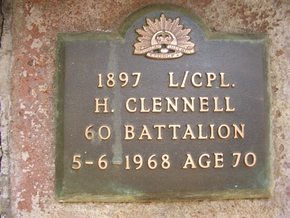 1897 L/CPL.
H. CLENNELL
60 BATTALION
5-6-1968 AGE 70